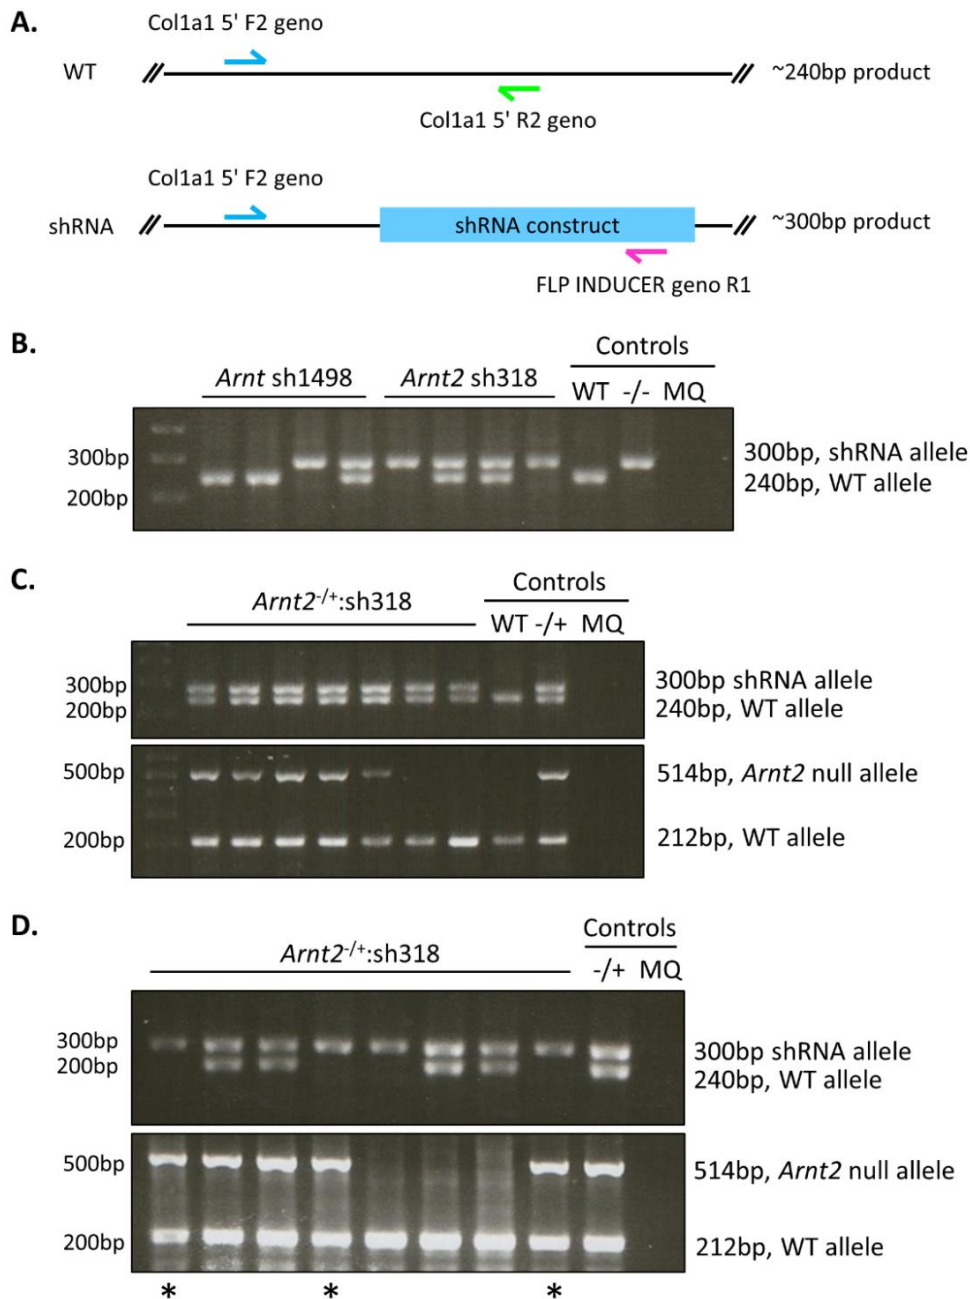 A.
Col1a1 5' F2 geno
WT
~240bp product
Col1a1 5' R2 geno
Col1a1 5' F2 geno
shRNA
shRNA construct
~300bp product
FLP INDUCER geno R1
B.
Controls
Arnt sh1498 Arnt2 sh318 WT -/- MQ
300bp
200bp
300bp, shRNA allele
240bp, WT allele
C.
Controls
Arnt2-/+:sh318
WT -/+ MQ
300bp
200bp
300bp shRNA allele
240bp, WT allele
500bp
514bp, Arnt2 null allele
200bp
212bp, WT allele
D.
Controls
Arnt2-/+:sh318
-/+ MQ
300bp
200bp
300bp shRNA allele
240bp, WT allele
500bp
514bp, Arnt2 null allele
200bp
212bp, WT allele
* * *